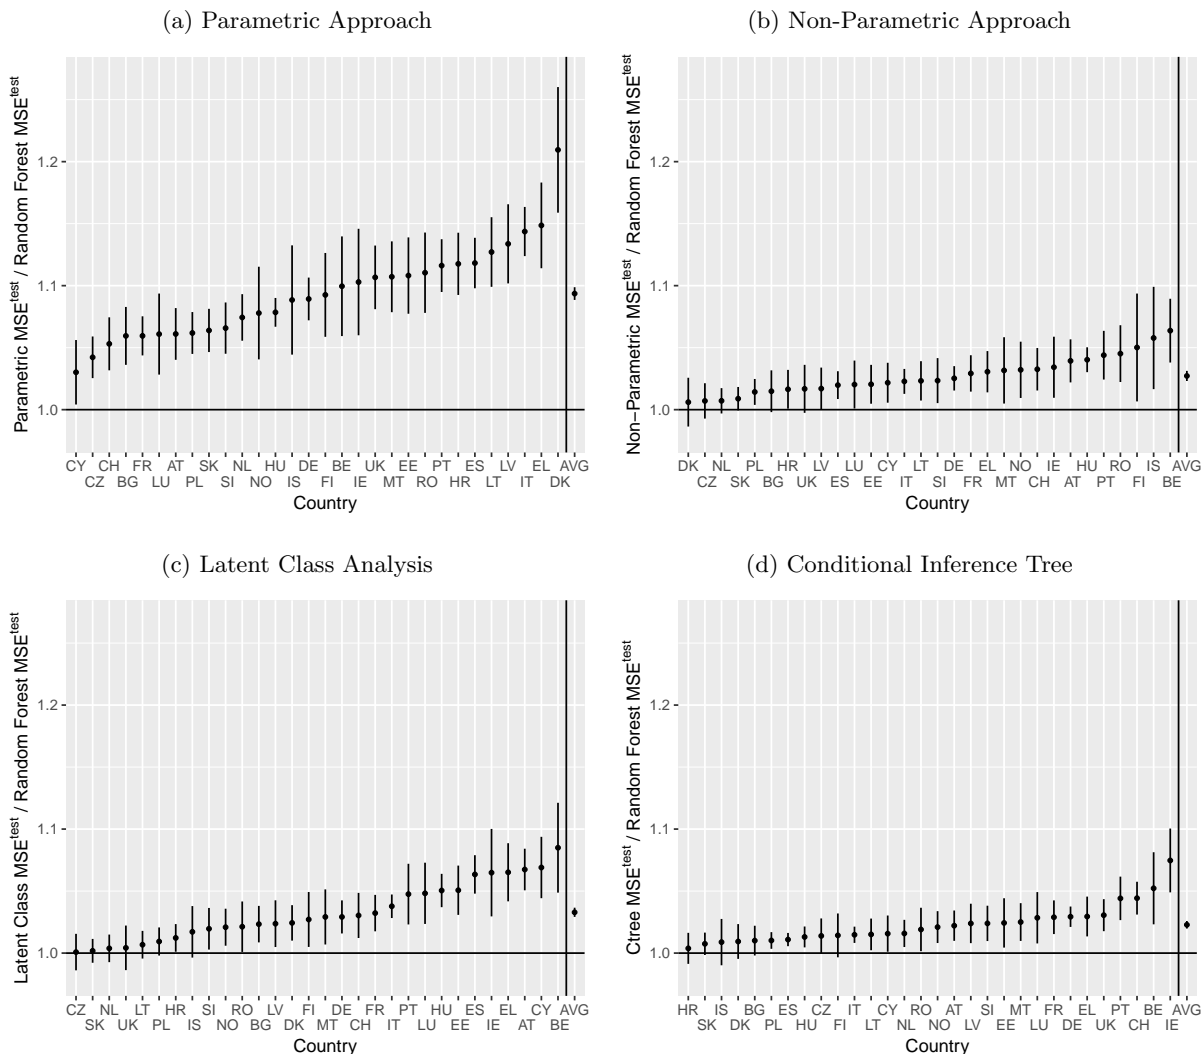 (a) Parametric Approach
Parametric MSE^test / Random Forest MSE^test
1.2
1.1
1.0
CY CH FR AT SK NL HU DE BE UK EE PT ES LV EL AVG
CZ BG LU PL SI NO IS FI IE MT RO HR LT IT DK
Country
(b) Non-Parametric Approach
Non−Parametric MSE^test / Random Forest MSE^test
1.2
1.1
1.0
DK NL PL HR LV LU CY LT DE EL NO IE HU RO IS AVG
CZ SK BG UK ES EE IT SI FR MT CH AT PT FI BE
Country
(c) Latent Class Analysis
Latent Class MSE^test / Random Forest MSE^test
1.2
1.1
1.0
CZ NL LT HR SI RO LV FI DE FR PT HU ES EL CY AVG
SK UK PL IS NO BG DK MT CH IT LU EE IE AT BE
Country
(d) Conditional Inference Tree
Ctree MSE^test / Random Forest MSE^test
1.2
1.1
1.0
HR IS BG ES CZ IT CY RO AT SI MT FR EL PT BE AVG
SK DK PL HU FI LT NL NO LV EE LU DE UK CH IE
Country